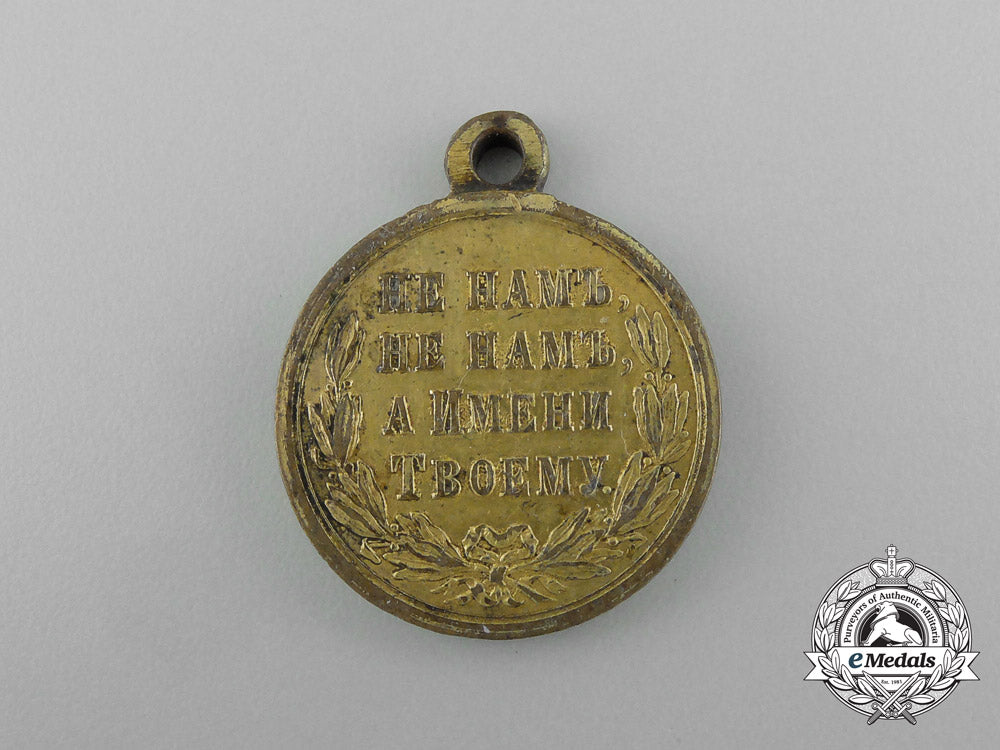 НЕ НАМЪ,
НЕ НАМЪ,
А ИМЕНИ
ТВОЕМУ.
Purveyors of Authentic Militaria
eMedals
Est. 1981